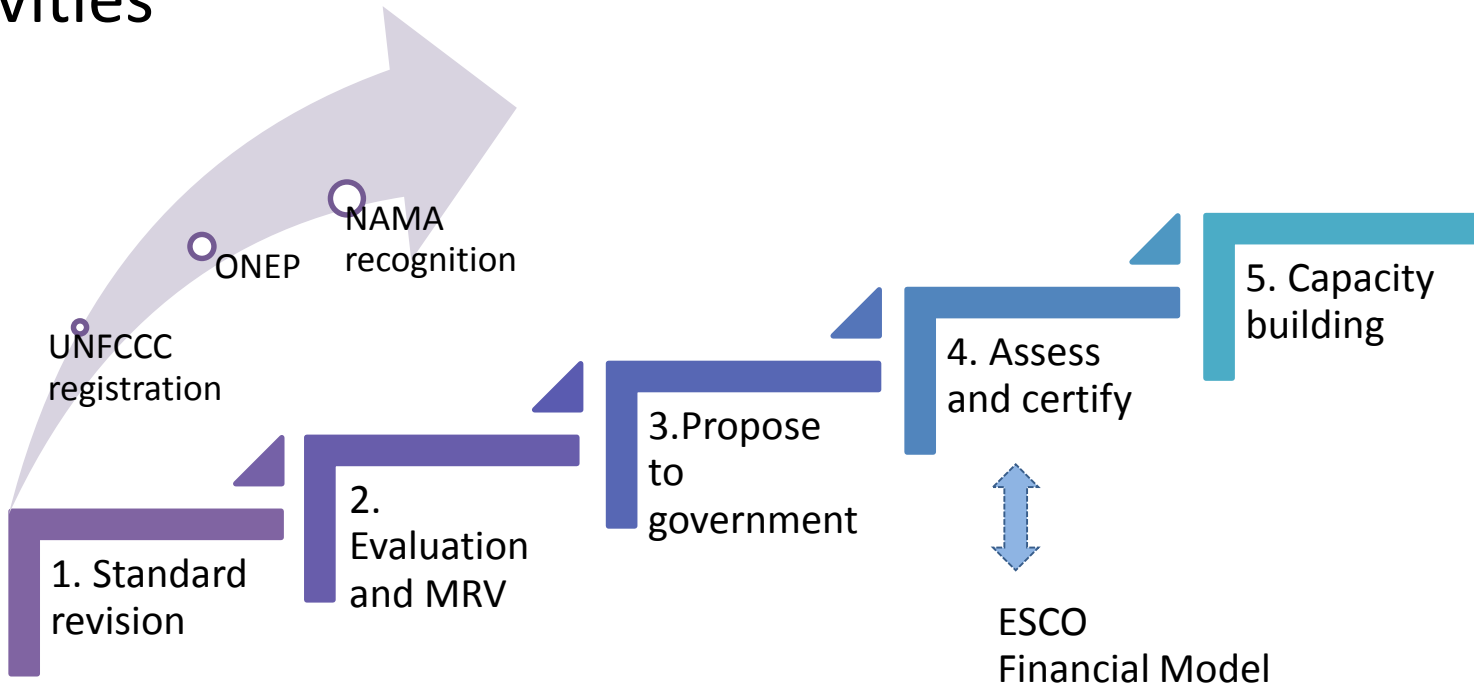 vities
NAMA
recognition
ONEP
UNFCCC
registration
1. Standard
revision
2.
Evaluation
and MRV
3.Propose
to
government
4. Assess
and certify
5. Capacity
building
ESCO
Financial Model